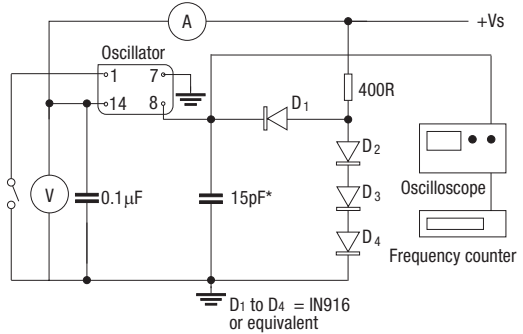 A
+Vs
Oscillator
1 7
14 8
D1
400R
D2
V
0.1µF
15pF*
D3
Oscilloscope
D4
Frequency counter
D1 to D4 = IN916
or equivalent